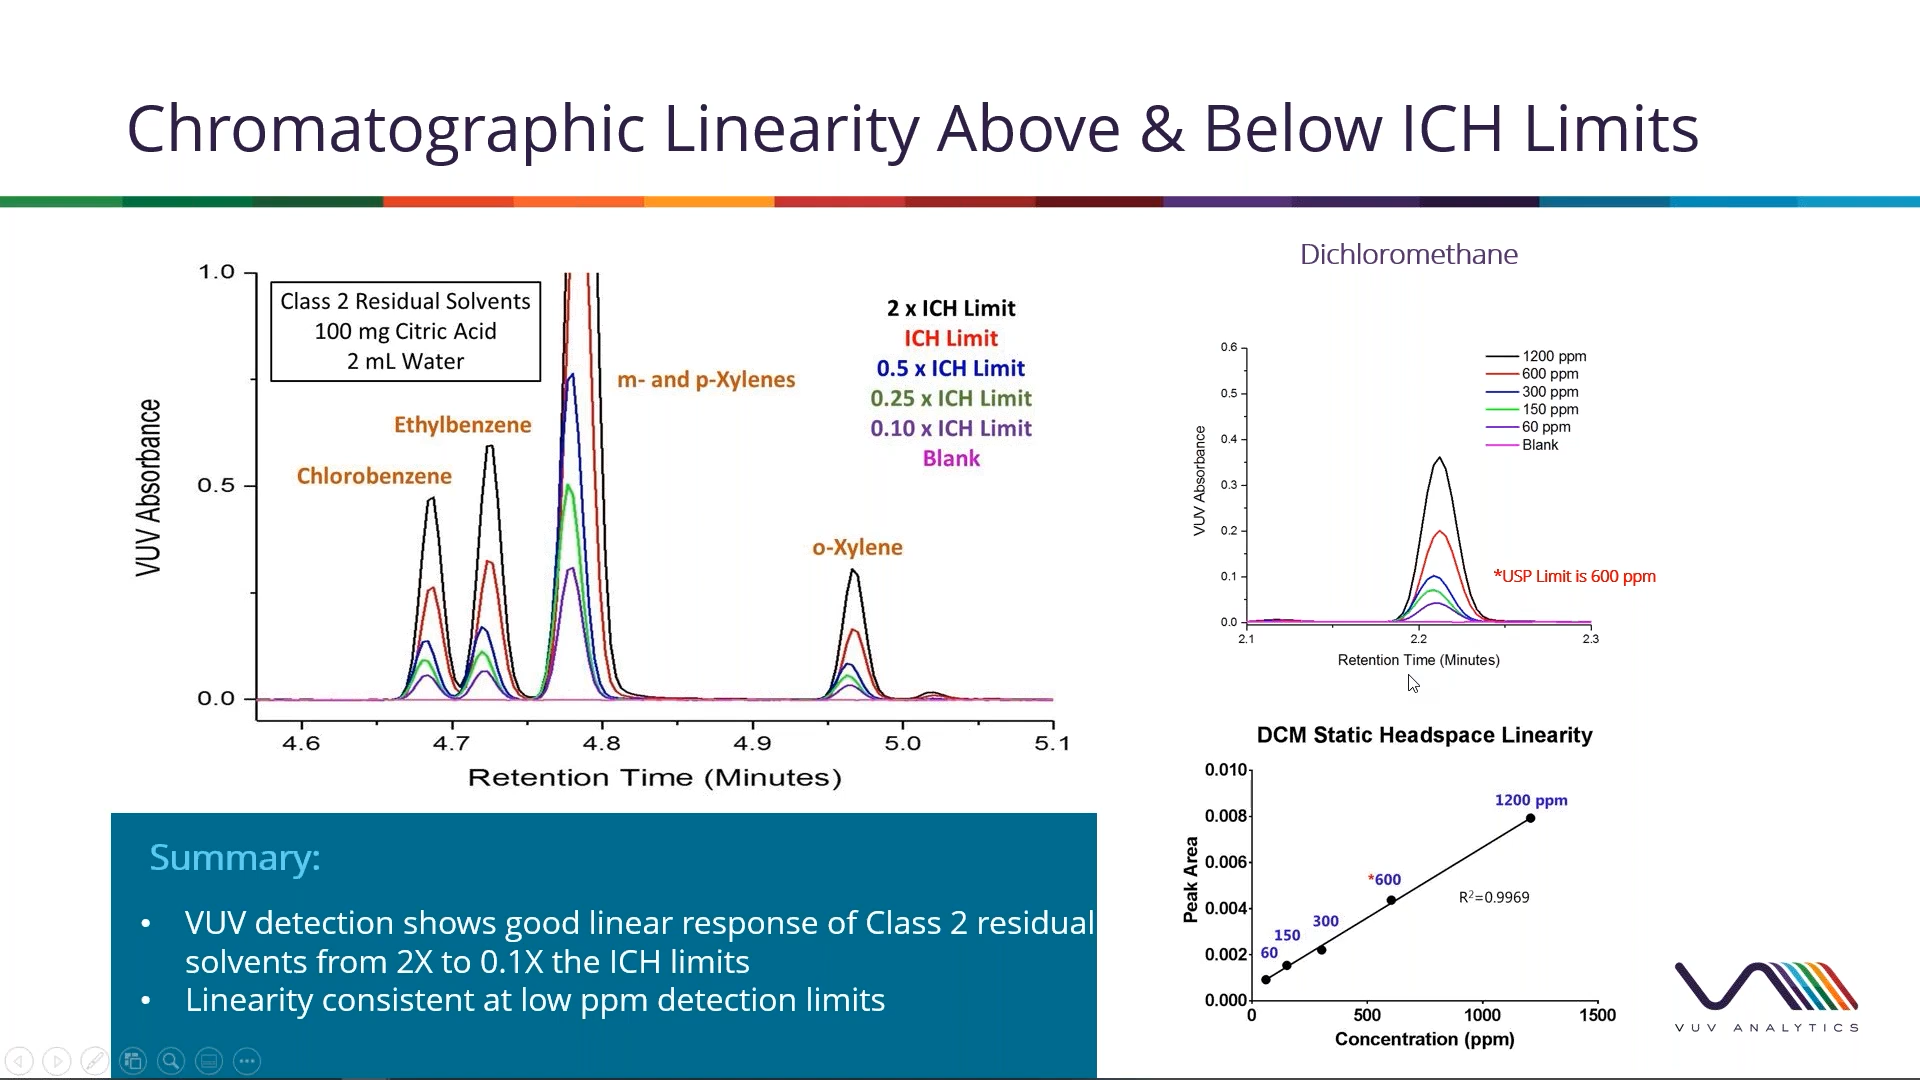 Chromatographic Linearity Above & Below ICH Limits
1.0
0.5
0.0
VUV Absorbance
Class 2 Residual Solvents
100 mg Citric Acid
2 mL Water
Chlorobenzene
Ethylbenzene
m- and p-Xylenes
o-Xylene
2 x ICH Limit
ICH Limit
0.5 x ICH Limit
0.25 x ICH Limit
0.10 x ICH Limit
Blank
4.6 4.7 4.8 4.9 5.0 5.1
Retention Time (Minutes)
Dichloromethane
0.6
0.5
0.4
0.3
0.2
0.1
0.0
VUV Absorbance
1200 ppm
600 ppm
300 ppm
150 ppm
60 ppm
Blank
*USP Limit is 600 ppm
2.1 2.2 2.3
Retention Time (Minutes)
DCM Static Headspace Linearity
0.010
0.008
0.006
0.004
0.002
0.000
Peak Area
1200 ppm
*600
300
150
60
R²=0.9969
0 500 1000 1500
Concentration (ppm)
Summary:
• VUV detection shows good linear response of Class 2 residual
solvents from 2X to 0.1X the ICH limits
• Linearity consistent at low ppm detection limits
VUV ANALYTICS